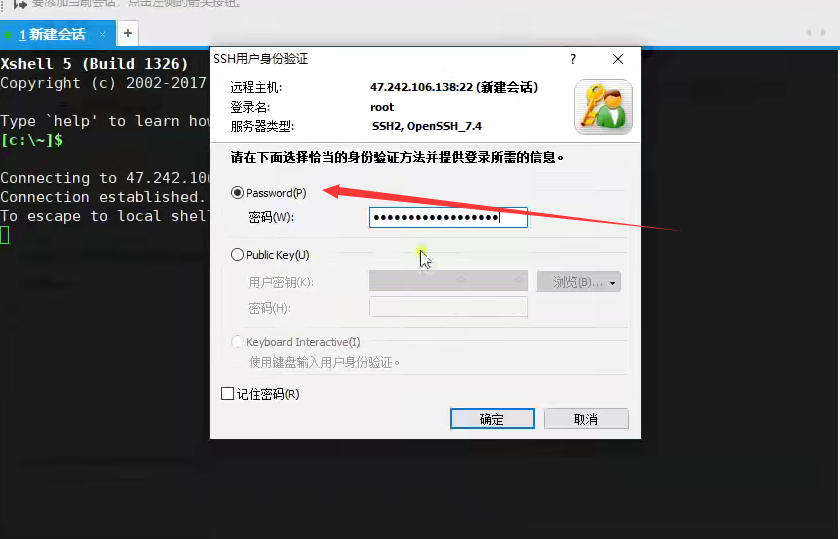 要添加当前会话，点击左侧的箭头按钮。
1 新建会话 × +
Xshell 5 (Build 1326)
Copyright (c) 2002-2017
Type `help' to learn how
[c:\~]$
Connecting to 47.242.106
Connection established.
To escape to local shell
SSH用户身份验证 ?
远程主机: 47.242.106.138:22 (新建会话)
登录名: root
服务器类型: SSH2, OpenSSH_7.4
请在下面选择恰当的身份验证方法并提供登录所需的信息。
Password(P)
密码(W): ●●●●●●●●●●●●●●●●●●
Public Key(U)
用户密钥(K): 浏览(B)...
密码(H):
Keyboard Interactive(I)
使用键盘输入用户身份验证。
记住密码(R)
确定 取消